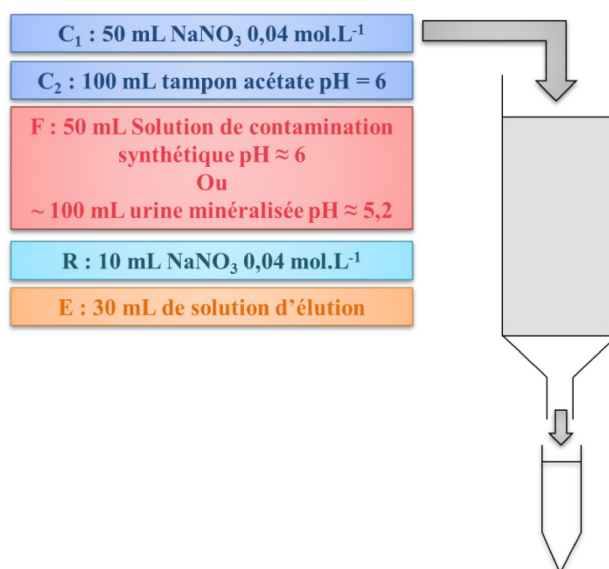 C₁ : 50 mL NaNO₃ 0,04 mol.L⁻¹
C₂ : 100 mL tampon acétate pH = 6
F : 50 mL Solution de contamination
synthétique pH ≈ 6
Ou
~ 100 mL urine minéralisée pH ≈ 5,2
R : 10 mL NaNO₃ 0,04 mol.L⁻¹
E : 30 mL de solution d’élution